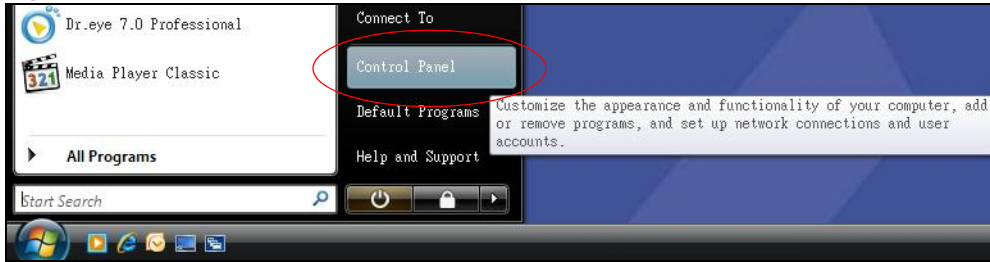 Dr.eye 7.0 Professional
Media Player Classic
All Programs
Start Search
Connect To
Control Panel
Default Programs
Help and Support
Customize the appearance and functionality of your computer, add
or remove programs, and set up network connections and user
accounts.
321